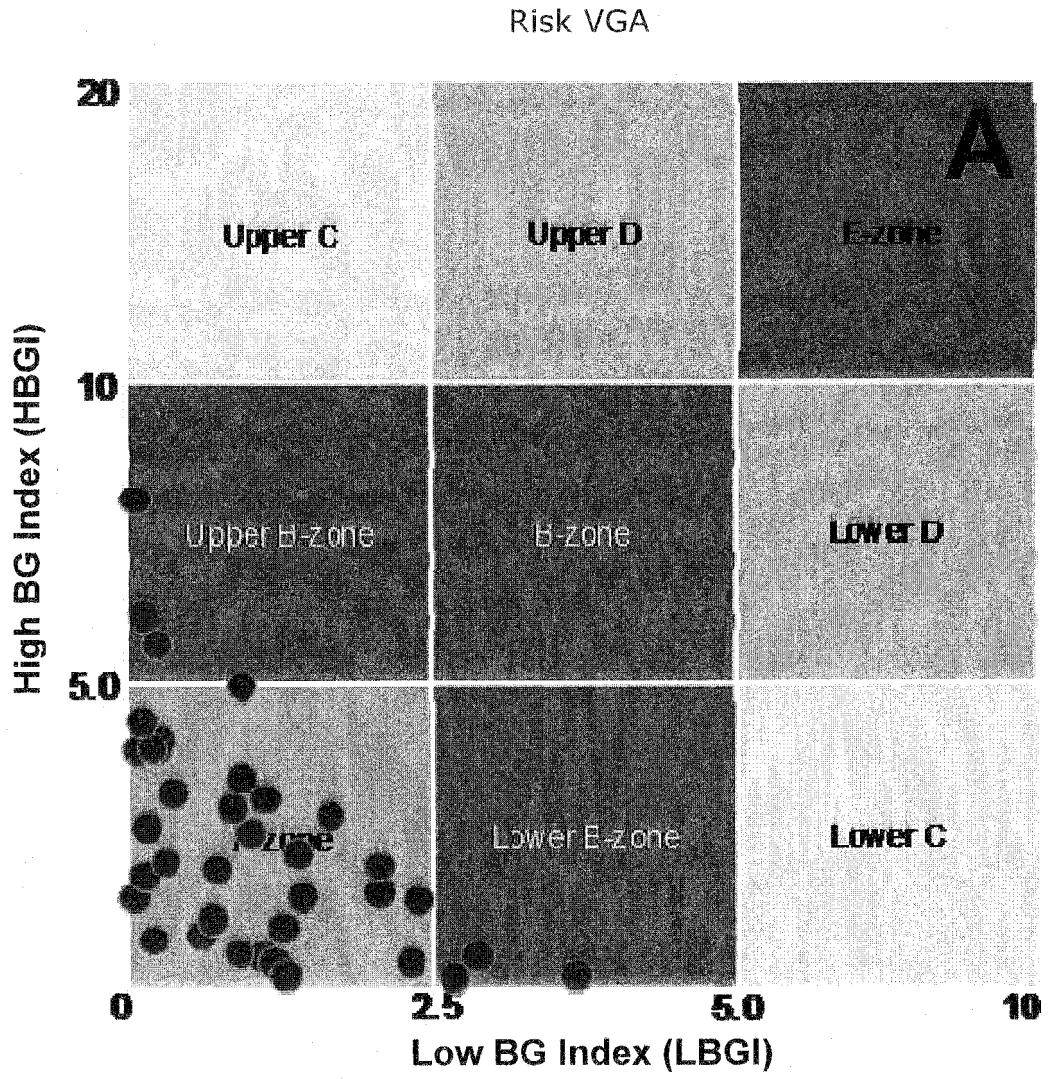 Risk VGA
20
A
Upper C
Upper D
E-zone
10
High BG Index (HBGI)
Upper B-zone
B-zone
Lower D
5.0
zone
Lower B-zone
Lower C
0
2.5
5.0
10
Low BG Index (LBGI)